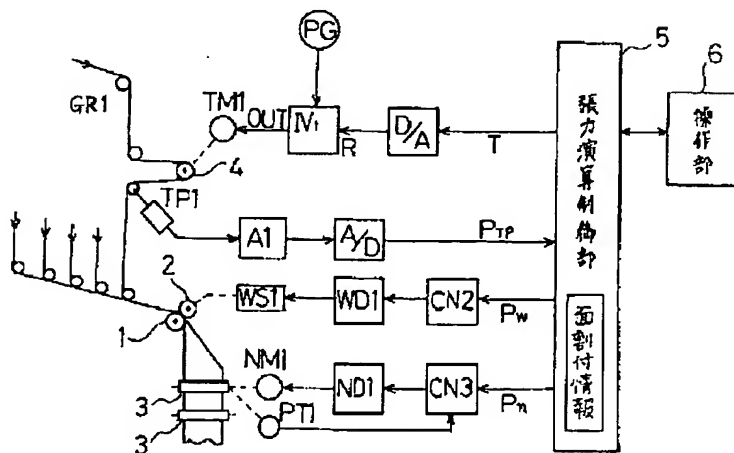 PG
5
6
GR1
TM1
OUT
IV1
R
D/A
T
張力演算制御部
操作部
4
TP1
A1
A/D
PTP
2
WS1
WD1
CN2
Pw
1
NM1
ND1
CN3
Pn
面割付情報
3
PT1
3